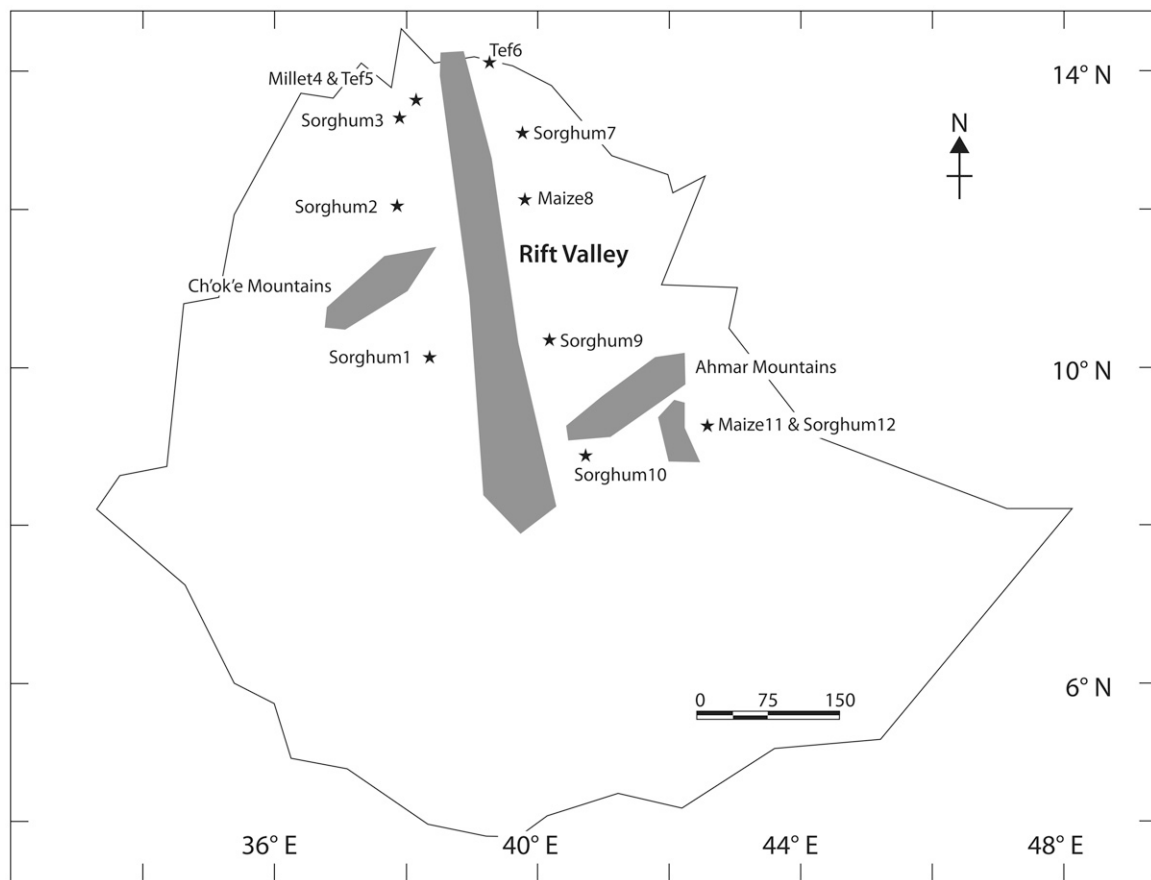 Tef6
14° N
Millet4 & Tef5
Sorghum3
N
Sorghum7
Maize8
Sorghum2
Rift Valley
Ch'ok'e Mountains
Sorghum9
Sorghum1
Ahmar Mountains
10° N
Maize11 & Sorghum12
Sorghum10
0 75 150
6° N
36° E 40° E 44° E 48° E